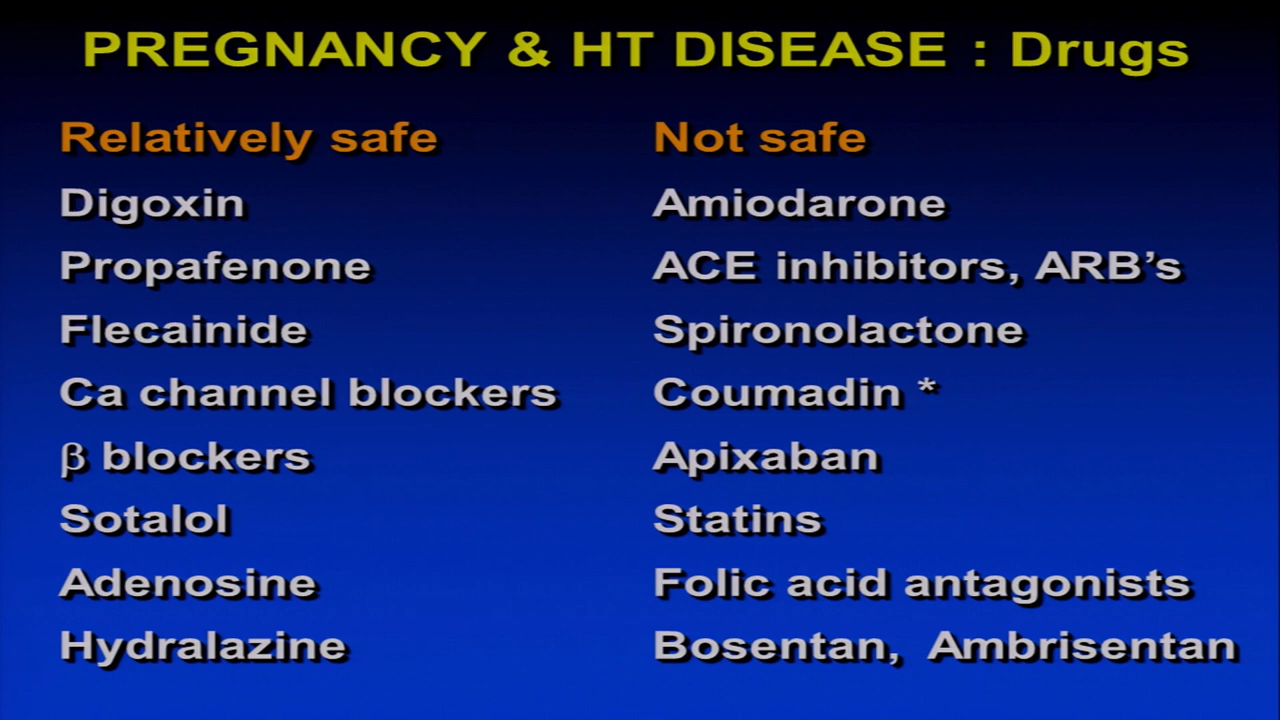 PREGNANCY & HT DISEASE : Drugs
Relatively safe
Digoxin
Propafenone
Flecainide
Ca channel blockers
β blockers
Sotalol
Adenosine
Hydralazine
Not safe
Amiodarone
ACE inhibitors, ARB’s
Spironolactone
Coumadin *
Apixaban
Statins
Folic acid antagonists
Bosentan, Ambrisentan